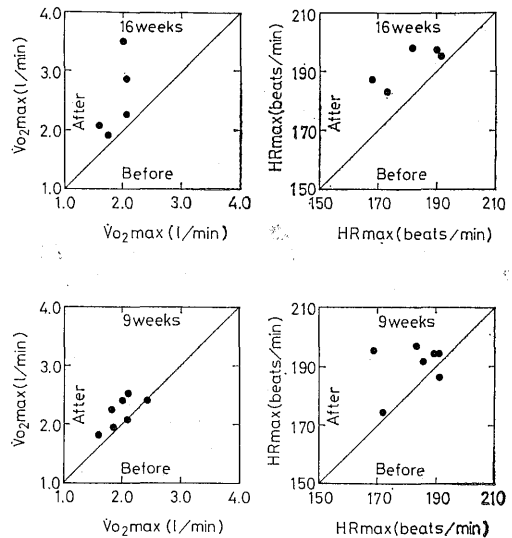 16weeks
V̇o₂max(l/min)
After
Before
4.0
3.0
2.0
1.0
1.0 2.0 3.0 4.0
V̇o₂max(l/min)
16weeks
HRmax(beats/min)
After
Before
210
190
170
150
150 170 190 210
HRmax(beats/min)
9weeks
V̇o₂max(l/min)
After
Before
4.0
3.0
2.0
1.0
1.0 2.0 3.0 4.0
V̇o₂max(l/min)
9weeks
HRmax(beats/min)
After
Before
210
190
170
150
150 170 190 210
HRmax(beats/min)